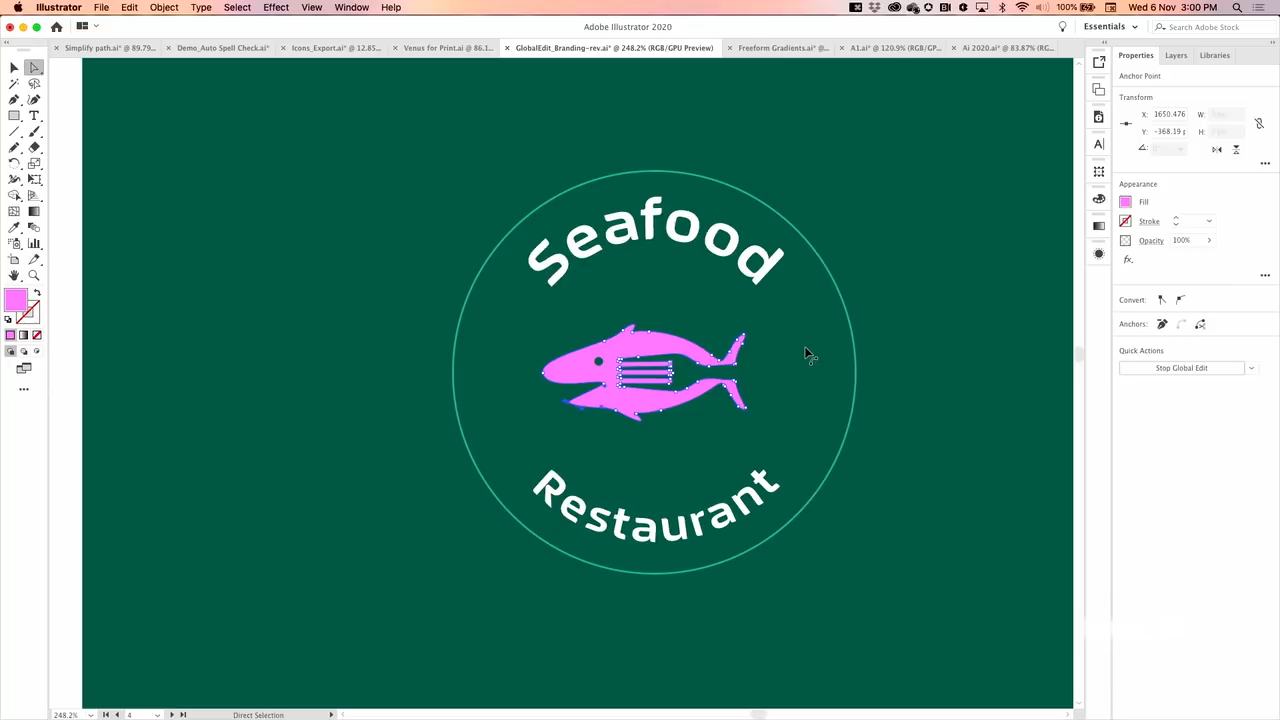 Illustrator File Edit Object Type Select Effect View Window Help 100% Wed 6 Nov 3:00 PM
Adobe Illustrator 2020
Essentials
Search Adobe Stock
Simplify path.ai* @ 89.79... Demo_Auto Spell Check.ai* Icons_Export.ai* @ 12.85... Venus for Print.ai @ 86.1... GlobalEdit_Branding-rev.ai* @ 248.2% (RGB/GPU Preview) Freeform Gradients.ai* @... A1.ai* @ 120.9% (RGB/GP... Ai 2020.ai* @ 83.87% (RG...
Properties Layers Libraries
Anchor Point
Transform
X: 1650.476 W:
Y: -368.19 p H:
Appearance
Fill
Stroke
Opacity 100%
fx.
Convert:
Anchors:
Quick Actions
Stop Global Edit
Seafood
Restaurant
248.2% 4 Direct Selection